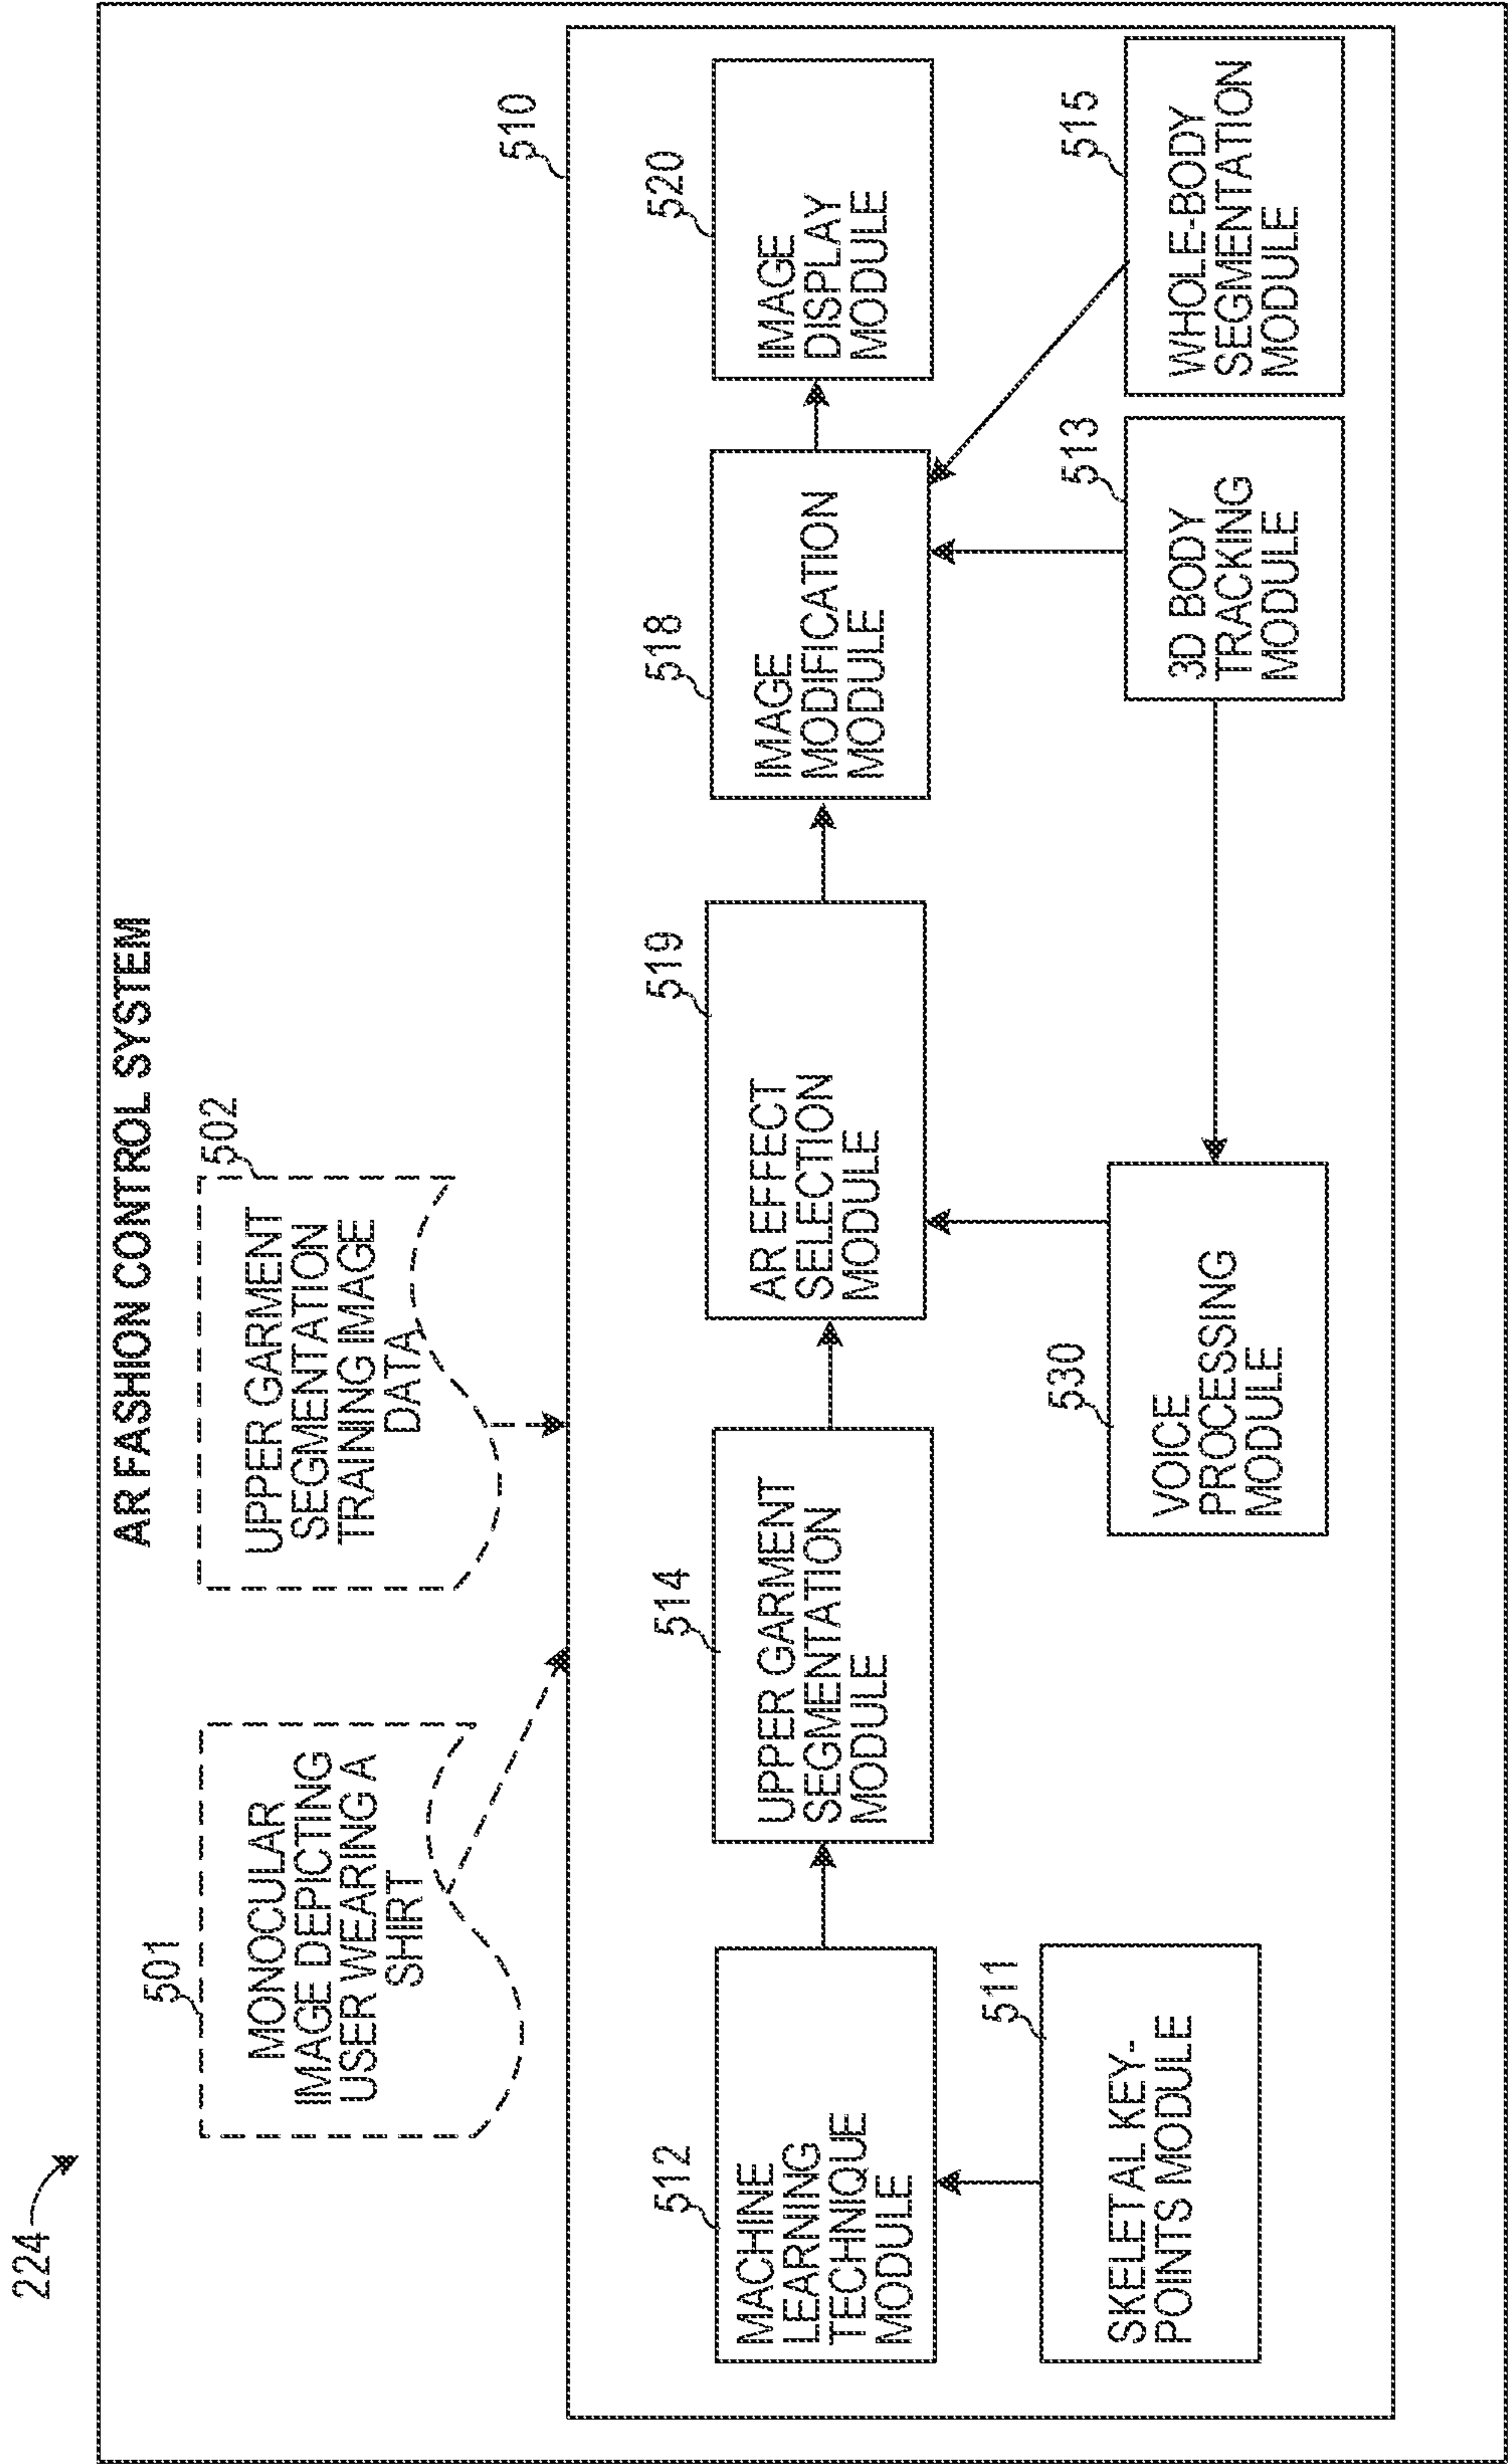 224
AR FASHION CONTROL SYSTEM
501
MONOCULAR
IMAGE DEPICTING
USER WEARING A
SHIRT
502
UPPER GARMENT
SEGMENTATION
TRAINING IMAGE
DATA
510
512
MACHINE
LEARNING
TECHNIQUE
MODULE
514
UPPER GARMENT
SEGMENTATION
MODULE
519
AR EFFECT
SELECTION
MODULE
518
IMAGE
MODIFICATION
MODULE
520
IMAGE
DISPLAY
MODULE
511
SKELETAL KEY-
POINTS MODULE
530
VOICE
PROCESSING
MODULE
513
3D BODY
TRACKING
MODULE
515
WHOLE-BODY
SEGMENTATION
MODULE